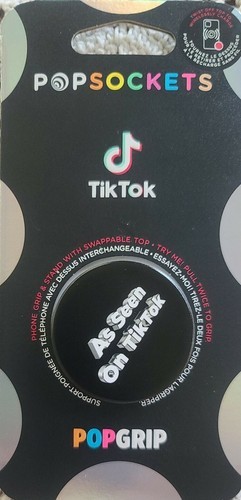 POPSOCKETS
TikTok
PHONE GRIP & STAND WITH SWAPPABLE TOP • TRY ME! PULL TWICE TO GRIP
SUPPORT-POIGNÉE DE TÉLÉPHONE AVEC DESSUS INTERCHANGEABLE • ESSAYEZ-MOI! TIREZ-LE DEUX FOIS POUR L'AGRIPPER
As Seen
On TikTok
POPGRIP